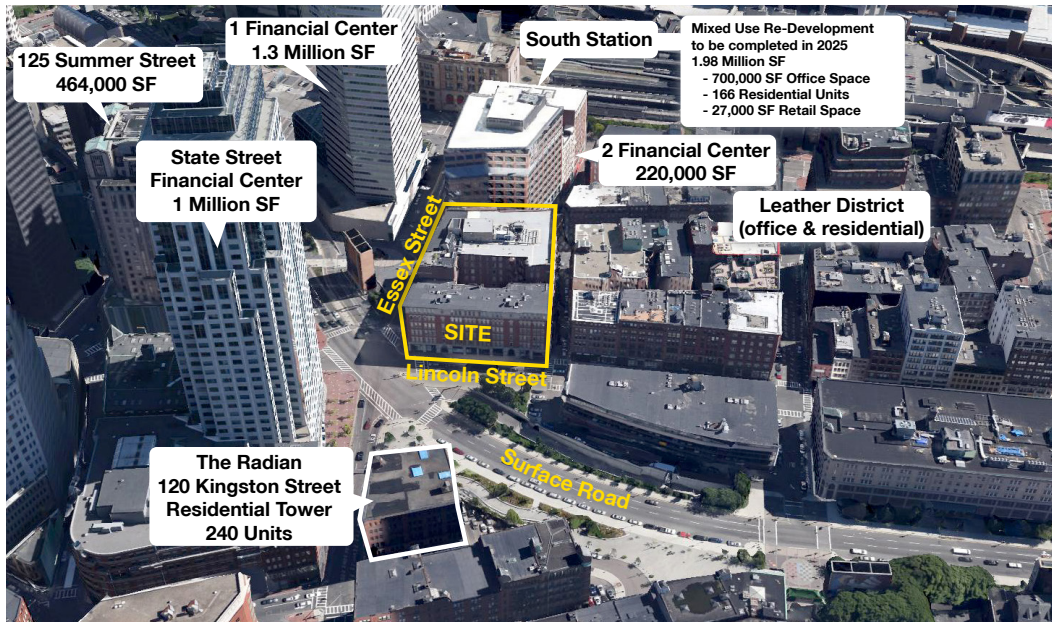 1 Financial Center
1.3 Million SF
125 Summer Street
464,000 SF
South Station
Mixed Use Re-Development
to be completed in 2025
1.98 Million SF
- 700,000 SF Office Space
- 166 Residential Units
- 27,000 SF Retail Space
State Street
Financial Center
1 Million SF
2 Financial Center
220,000 SF
Leather District
(office & residential)
Essex Street
SITE
Lincoln Street
The Radian
120 Kingston Street
Residential Tower
240 Units
Surface Road